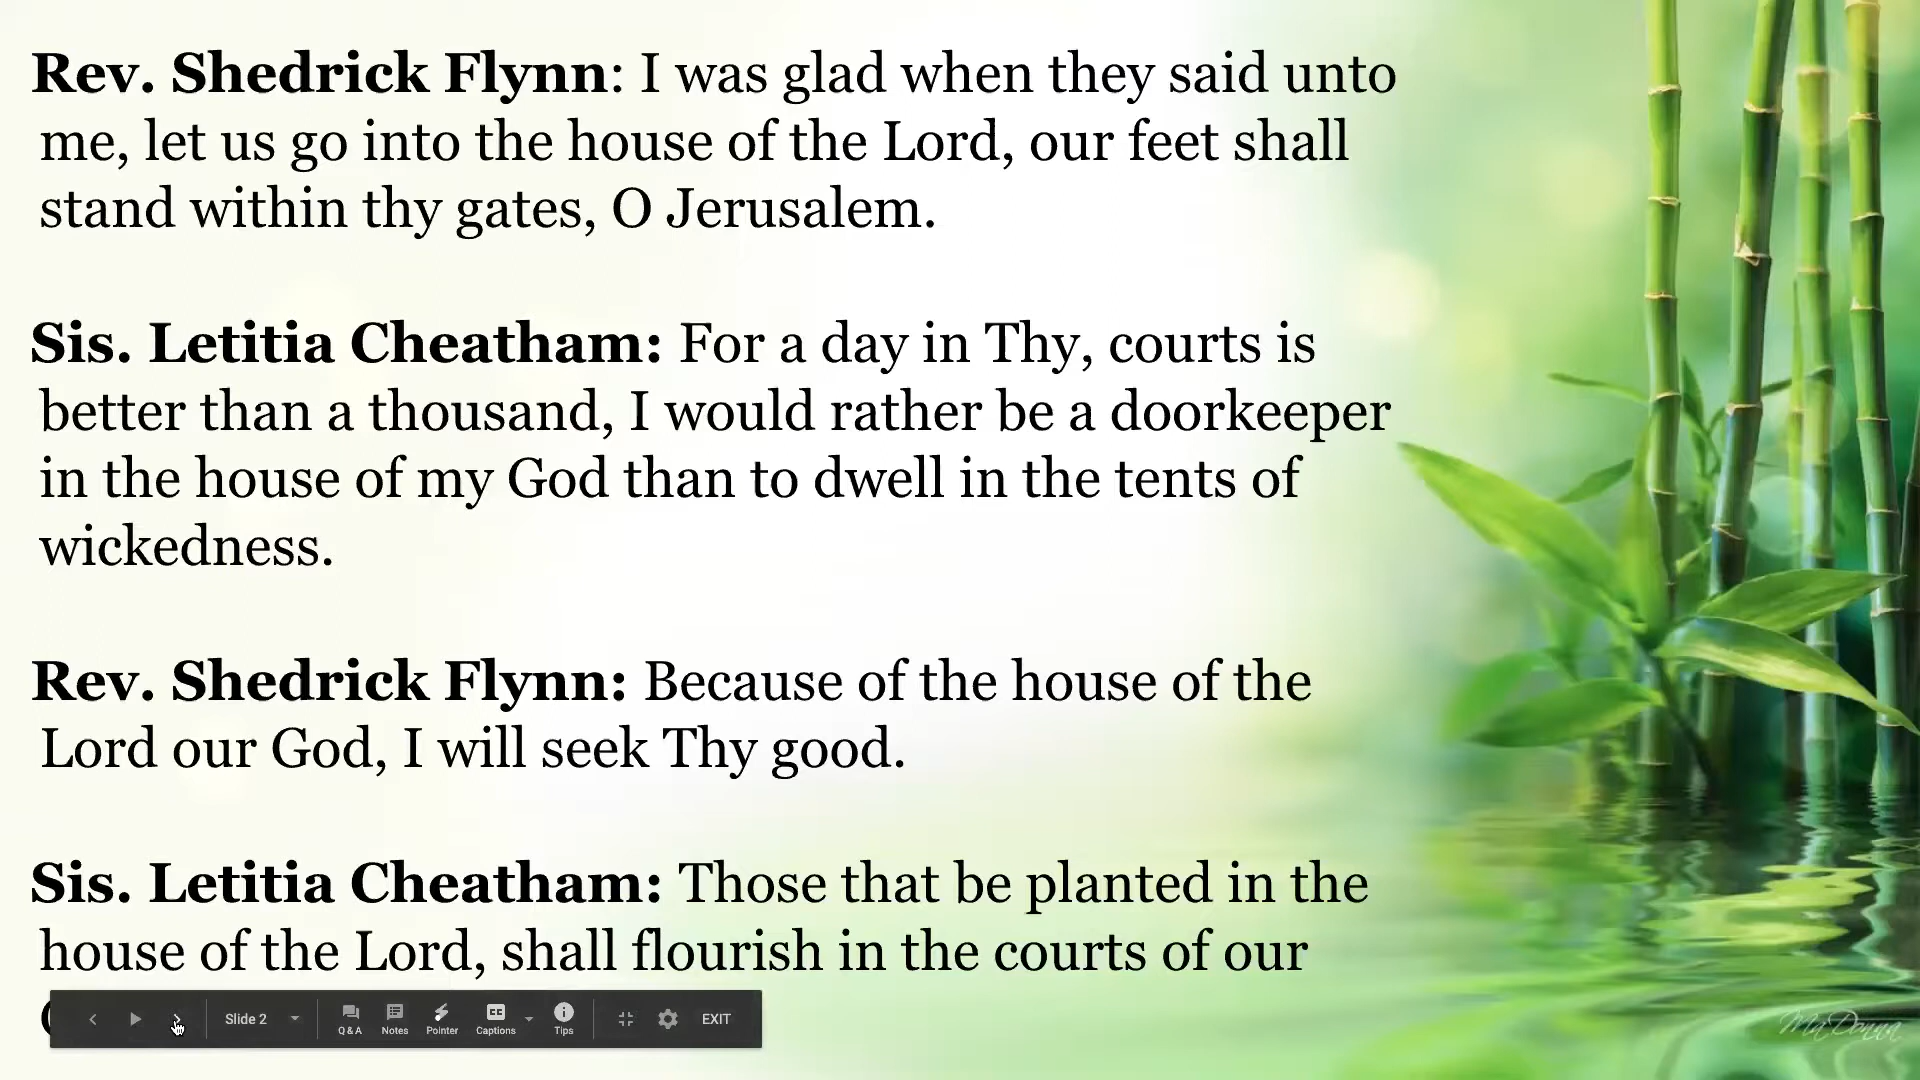 Rev. Shedrick Flynn: I was glad when they said unto
me, let us go into the house of the Lord, our feet shall
stand within thy gates, O Jerusalem.
Sis. Letitia Cheatham: For a day in Thy, courts is
better than a thousand, I would rather be a doorkeeper
in the house of my God than to dwell in the tents of
wickedness.
Rev. Shedrick Flynn: Because of the house of the
Lord our God, I will seek Thy good.
Sis. Letitia Cheatham: Those that be planted in the
house of the Lord, shall flourish in the courts of our
Slide 2 Q&A Notes Pointer CC Captions Tips EXIT
MaDonna